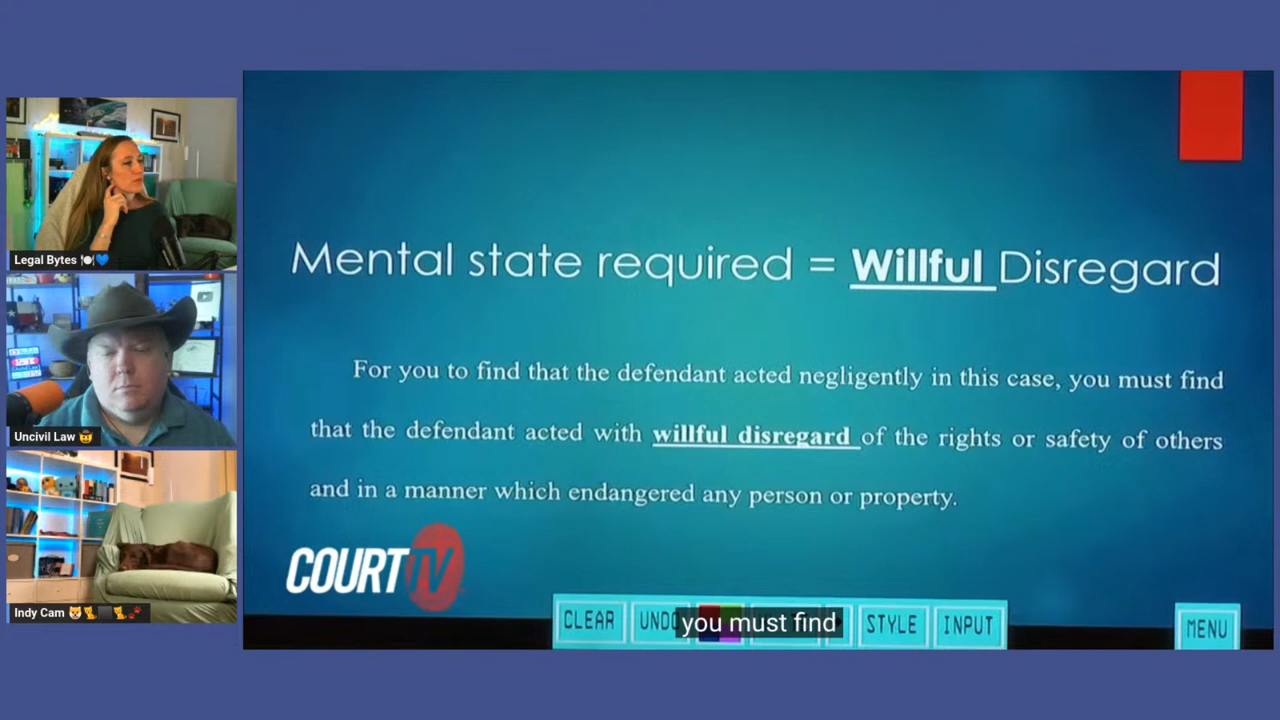 Legal Bytes 🍽💙
Uncivil Law 🤠
Indy Cam
Mental state required = Willful Disregard
For you to find that the defendant acted negligently in this case, you must find
that the defendant acted with willful disregard of the rights or safety of others
and in a manner which endangered any person or property.
COURT TV
CLEAR
UNDO
STYLE
INPUT
MENU
you must find